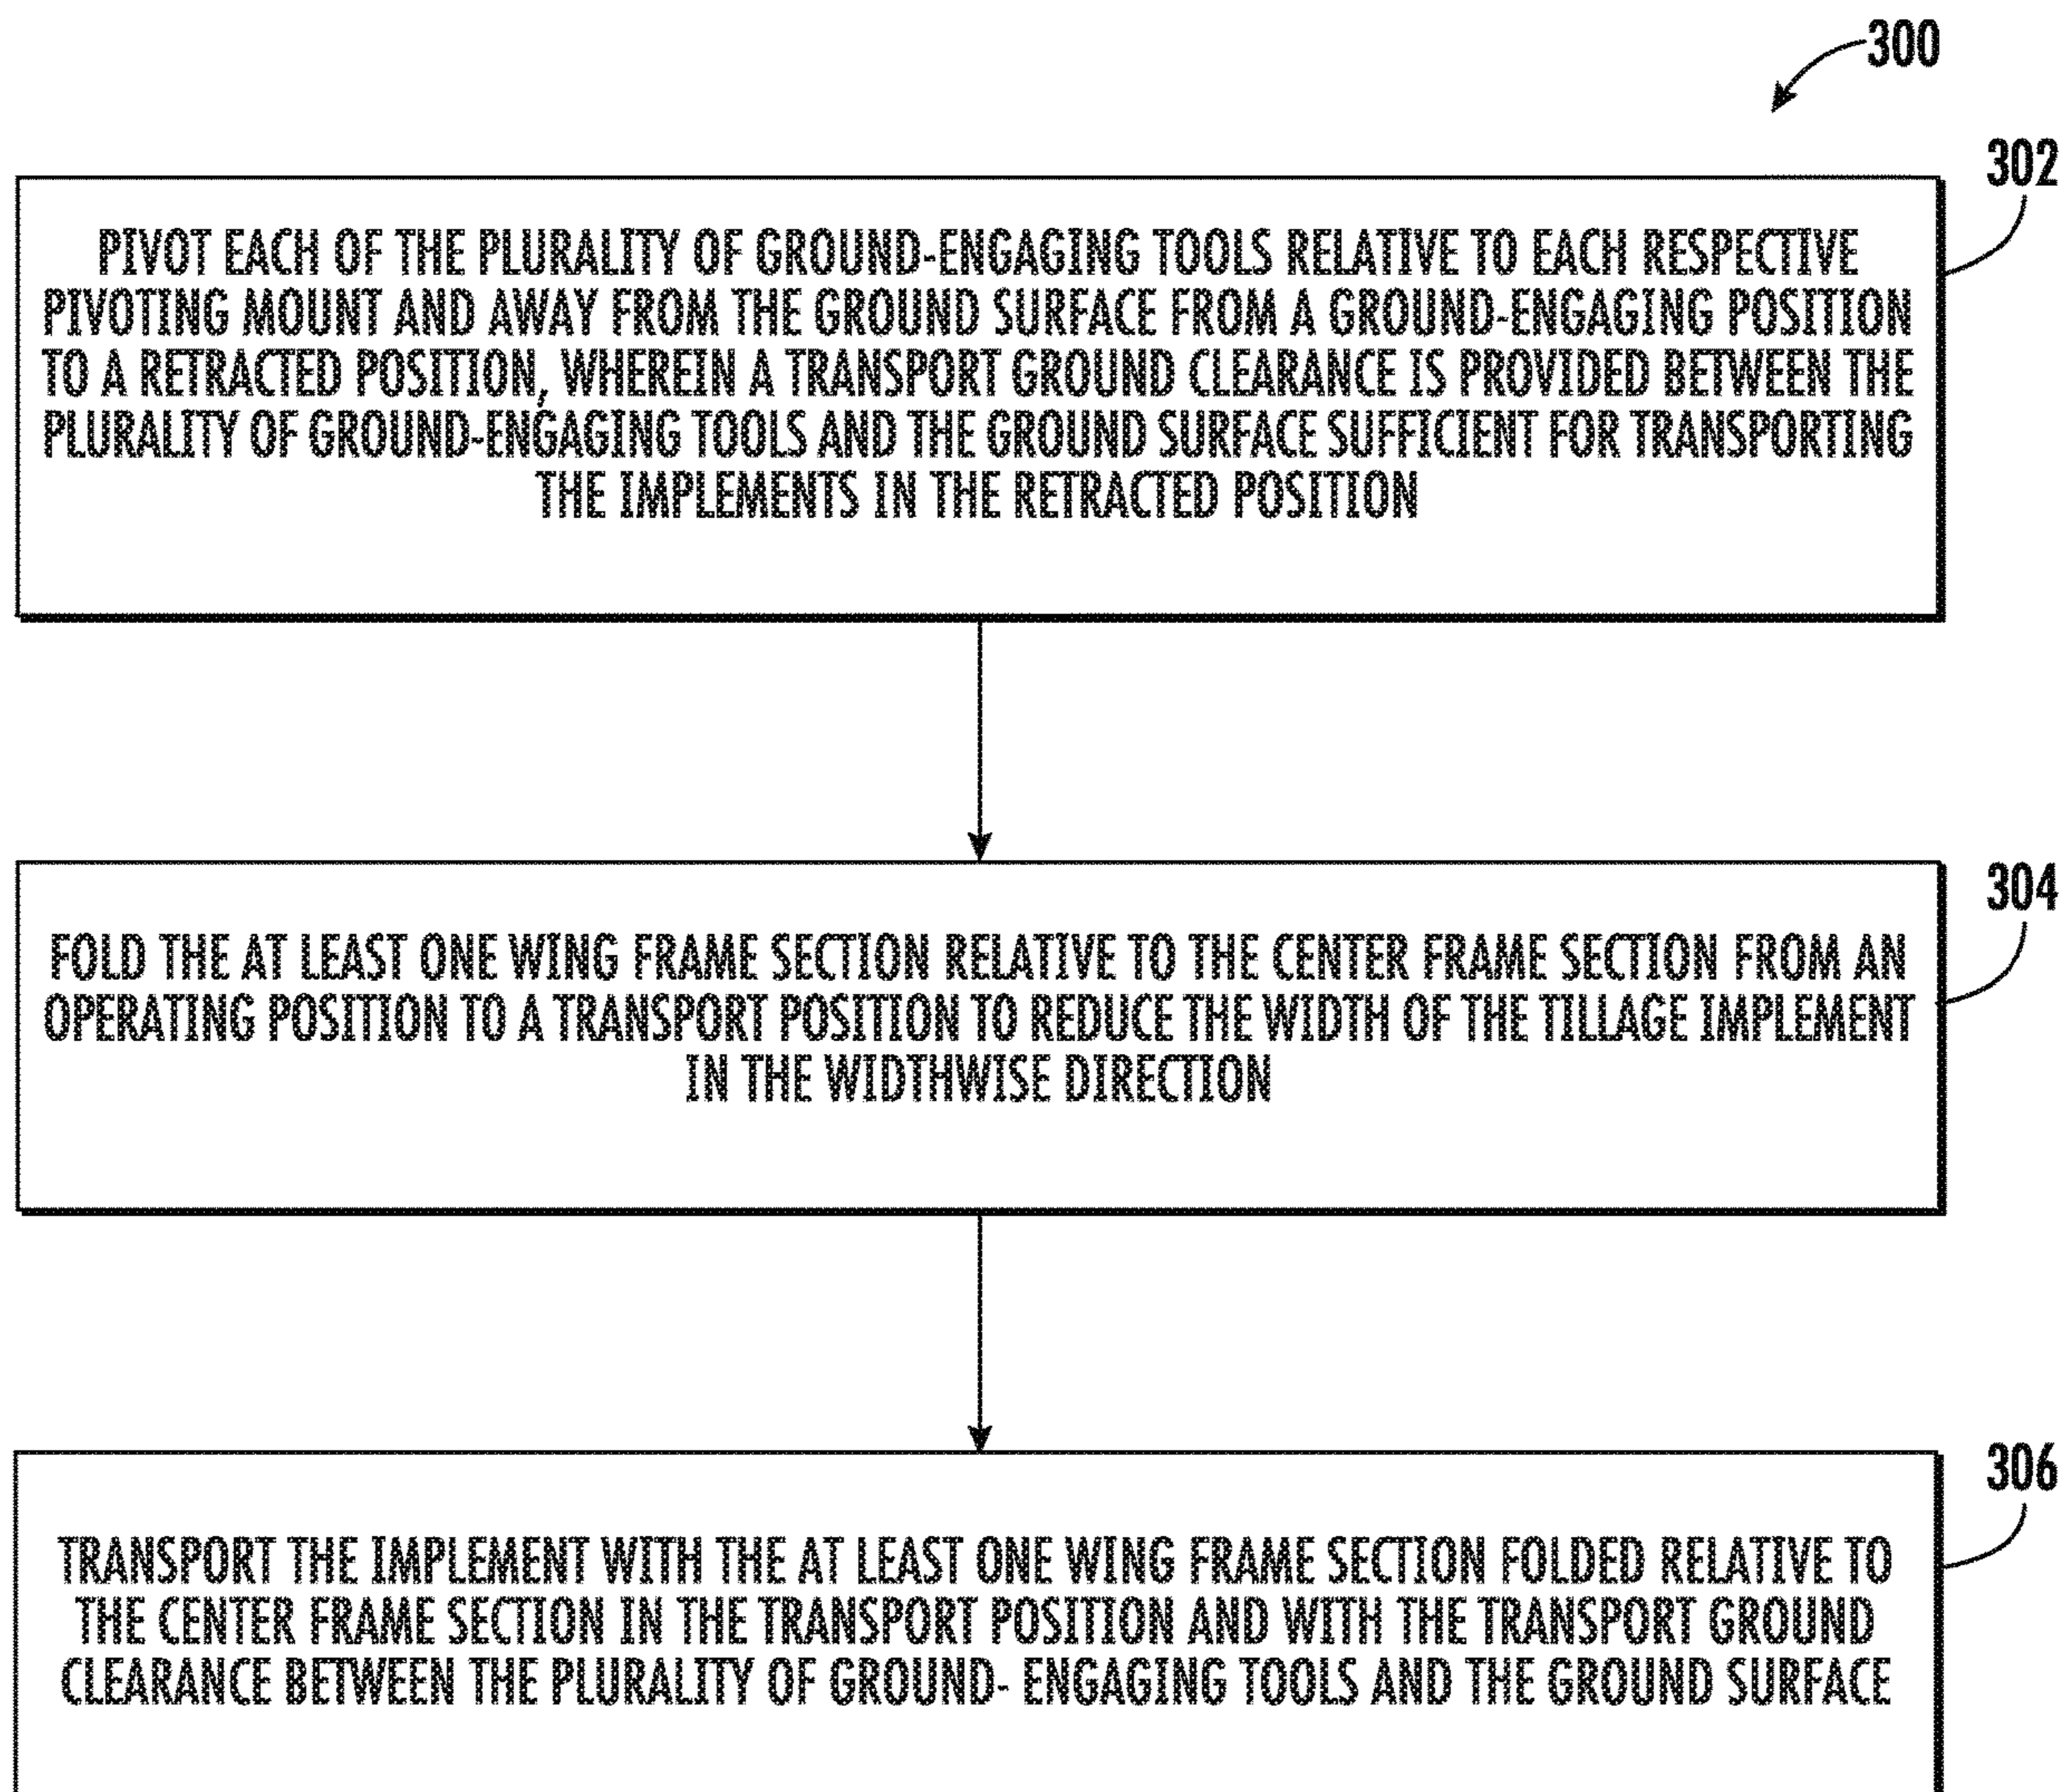 300
302
PIVOT EACH OF THE PLURALITY OF GROUND-ENGAGING TOOLS RELATIVE TO EACH RESPECTIVE
PIVOTING MOUNT AND AWAY FROM THE GROUND SURFACE FROM A GROUND-ENGAGING POSITION
TO A RETRACTED POSITION, WHEREIN A TRANSPORT GROUND CLEARANCE IS PROVIDED BETWEEN THE
PLURALITY OF GROUND-ENGAGING TOOLS AND THE GROUND SURFACE SUFFICIENT FOR TRANSPORTING
THE IMPLEMENTS IN THE RETRACTED POSITION
304
FOLD THE AT LEAST ONE WING FRAME SECTION RELATIVE TO THE CENTER FRAME SECTION FROM AN
OPERATING POSITION TO A TRANSPORT POSITION TO REDUCE THE WIDTH OF THE TILLAGE IMPLEMENT
IN THE WIDTHWISE DIRECTION
306
TRANSPORT THE IMPLEMENT WITH THE AT LEAST ONE WING FRAME SECTION FOLDED RELATIVE TO
THE CENTER FRAME SECTION IN THE TRANSPORT POSITION AND WITH THE TRANSPORT GROUND
CLEARANCE BETWEEN THE PLURALITY OF GROUND- ENGAGING TOOLS AND THE GROUND SURFACE